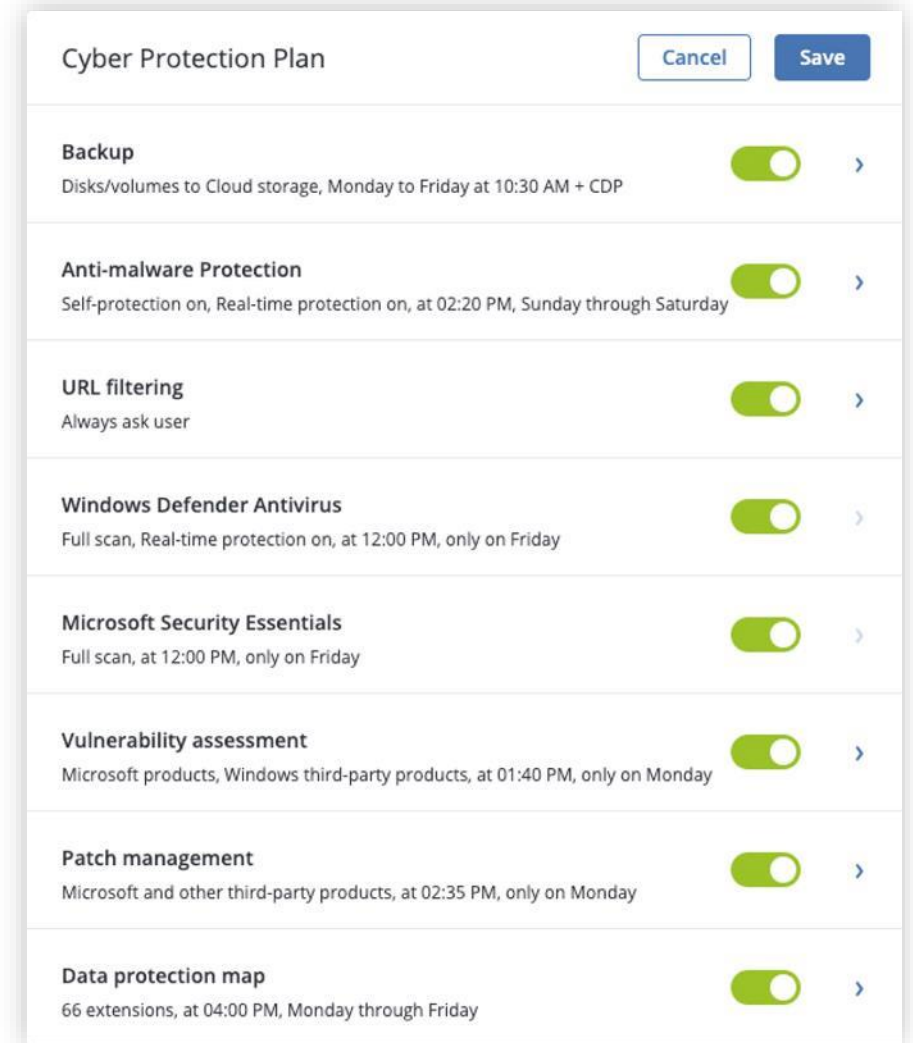 Cyber Protection Plan
Cancel
Save
Backup
Disks/volumes to Cloud storage, Monday to Friday at 10:30 AM + CDP
Anti-malware Protection
Self-protection on, Real-time protection on, at 02:20 PM, Sunday through Saturday
URL filtering
Always ask user
Windows Defender Antivirus
Full scan, Real-time protection on, at 12:00 PM, only on Friday
Microsoft Security Essentials
Full scan, at 12:00 PM, only on Friday
Vulnerability assessment
Microsoft products, Windows third-party products, at 01:40 PM, only on Monday
Patch management
Microsoft and other third-party products, at 02:35 PM, only on Monday
Data protection map
66 extensions, at 04:00 PM, Monday through Friday